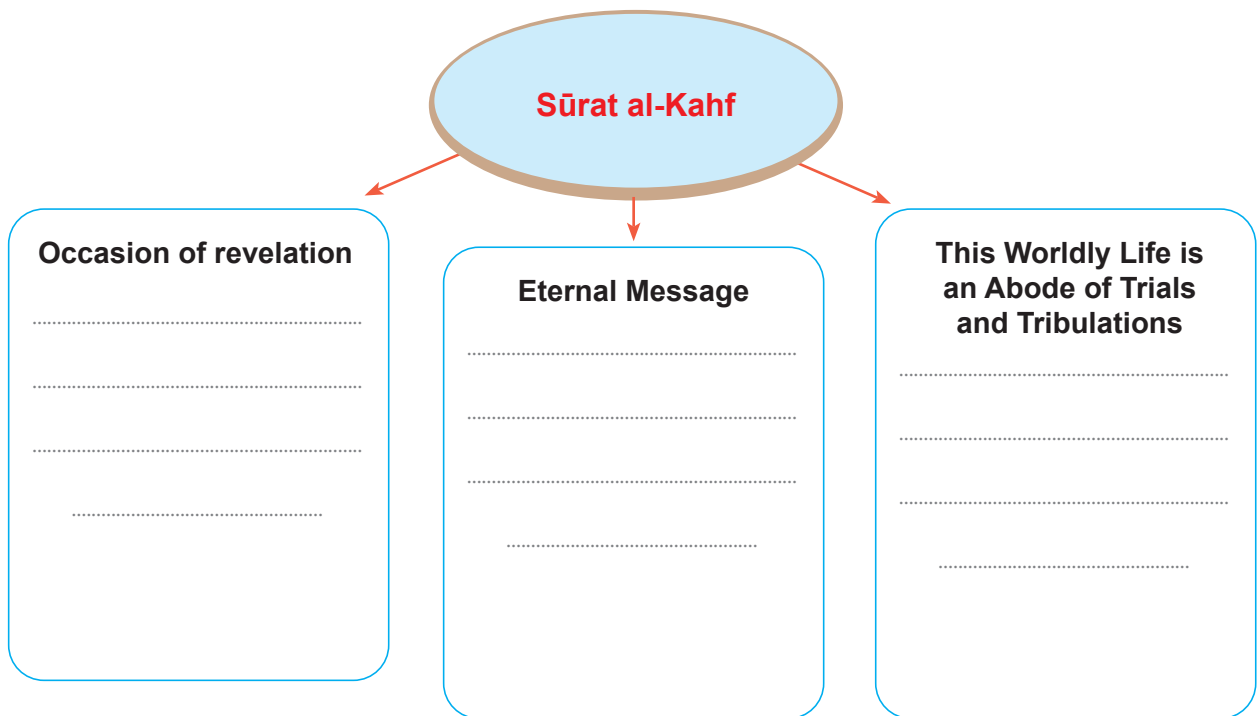 Sūrat al-Kahf
Occasion of revelation
Eternal Message
This Worldly Life is
an Abode of Trials
and Tribulations